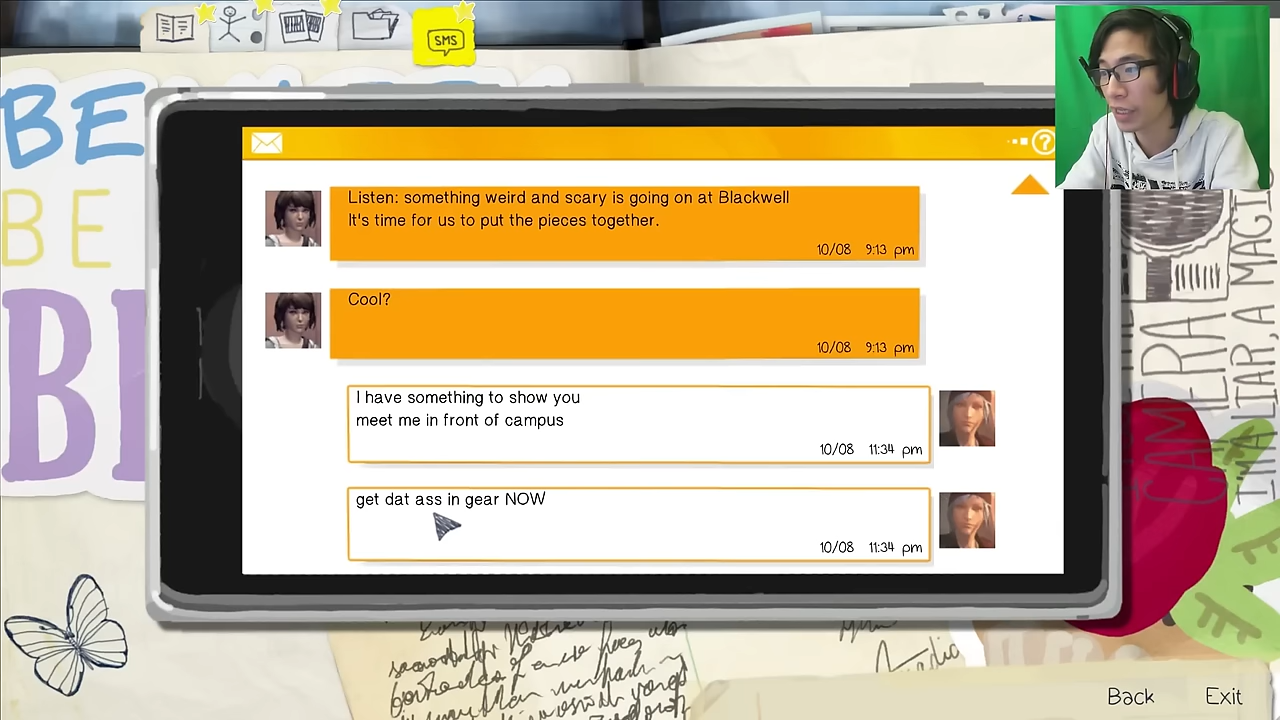 SMS
BE
BE
Listen: something weird and scary is going on at Blackwell
It's time for us to put the pieces together.
10/08 9:13 pm
Cool?
10/08 9:13 pm
I have something to show you
meet me in front of campus
10/08 11:34 pm
get dat ass in gear NOW
10/08 11:34 pm
CAMERA
LIAR, A MAGI
Back Exit